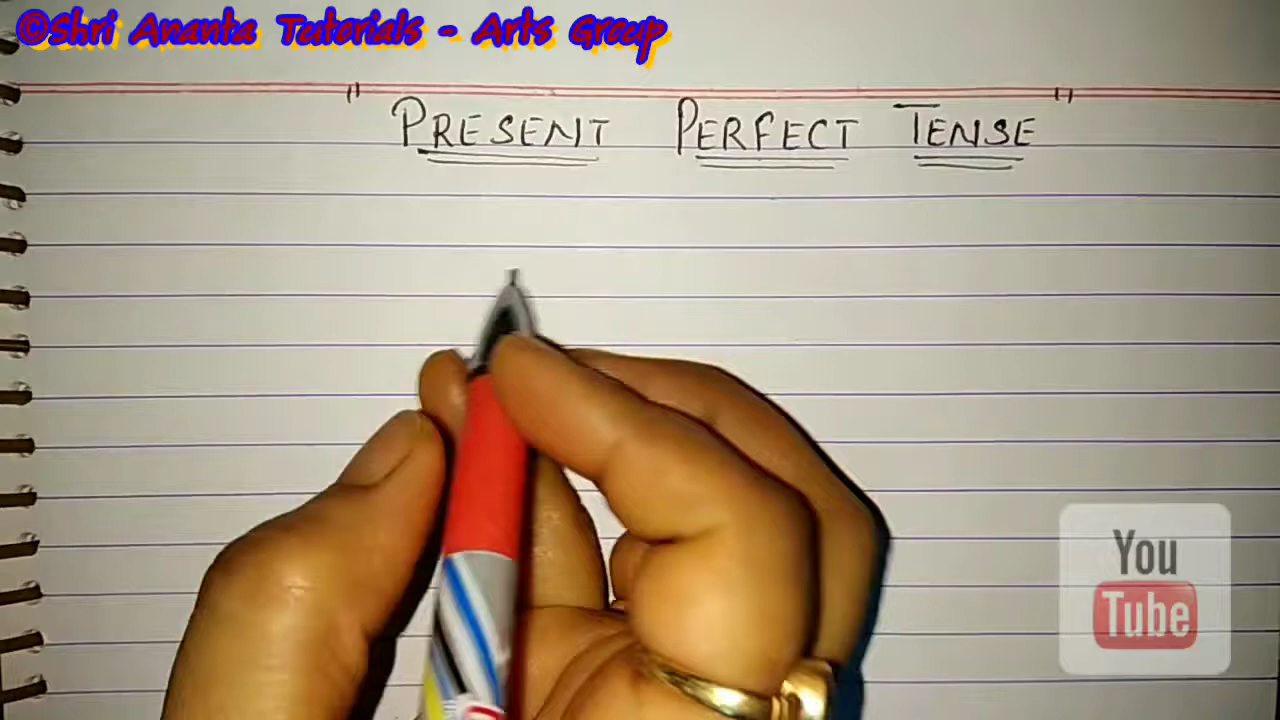 ©Shri Ananta Tutorials - Arts Group
" PRESENT PERFECT TENSE "
You
Tube